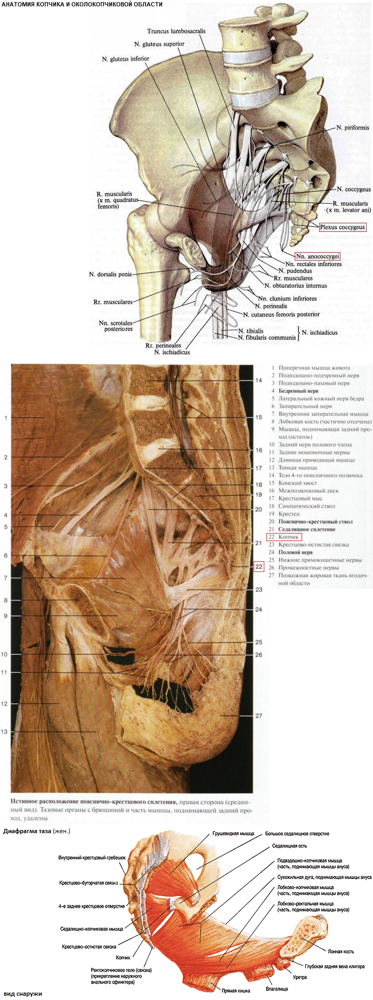 АНАТОМИЯ КОПЧИКА И ОКОЛОКОПЧИКОВОЙ ОБЛАСТИ
Truncus lumbosacralis
N. gluteus superior
N. gluteus inferior
N. piriformis
N. coccygeus
R. muscularis
(к m. levator ani)
R. muscularis
(к m. quadratus
femoris)
Plexus coccygeus
Nn. anococcygei
Nn. rectales inferiores
N. pudendus
Rr. musculares
N. obturatorius internus
N. dorsalis penis
Rr. musculares
Nn. clunium inferiores
N. perinealis
N. cutaneus femoris posterior
Nn. scrotales
posteriores
N. tibialis
N. fibularis communis
N. ischiadicus
Rr. perineales
N. ischiadicus
1 Поперечная мышца живота
2 Подвздошно-подчревный нерв
3 Подвздошно-паховый нерв
4 Бедренный нерв
5 Латеральный кожный нерв бедра
6 Запирательный нерв
7 Внутренняя запирательная мышца
8 Лобковая кость (частично отсечена)
9 Мышца, поднимающая задний про-
ход (остаток)
10 Задний нерв полового члена
11 Задние мошоночные нервы
12 Длинная приводящая мышца
13 Тонкая мышца
14 Тело 4-го поясничного позвонка
15 Конский хвост
16 Межпозвонковый диск
17 Крестцовый мыс
18 Симпатический ствол
19 Крестец
20 Пояснично-крестцовый ствол
21 Седалищное сплетение
22 Копчик
23 Крестцово-остистая связка
24 Половой нерв
25 Нижние прямокишечные нервы
26 Промежностные нервы
27 Подкожная жировая ткань ягодич-
ной области
1
2
3
4
5
6
7
8
9
10
11
12
13
14
15
16
17
18
19
20
21
22
23
24
25
26
27
Истинное расположение пояснично-крестцового сплетения, правая сторона (средин-
ный вид). Тазовые органы с брюшиной и часть мышцы, поднимающей задний про-
ход, удалены
Диафрагма таза (жен.)
Грушевидная мышца
Большое седалищное отверстие
Седалищная ость
Внутренний крестцовый гребешок
Подвздошно-копчиковая мышца
(часть, поднимающая мышцы ануса)
Крестцово-бугорчатая связка
Сухожильная дуга, поднимающая мышцы ануса
Лобково-копчиковая мышца
(часть, поднимающая мышцы ануса)
4-е заднее крестцовое отверстие
Лобково-ректальная мышца
(часть, поднимающая мышцы ануса)
Седалищно-копчиковая мышца
Крестцово-остистая связка
Копчик
Лонная кость
Ректокопчиковое тело (связка)
(прикрепление наружного
анального сфинктера)
Глубокая задняя вена клитора
Уретра
Влагалище
Прямая кишка
вид снаружи